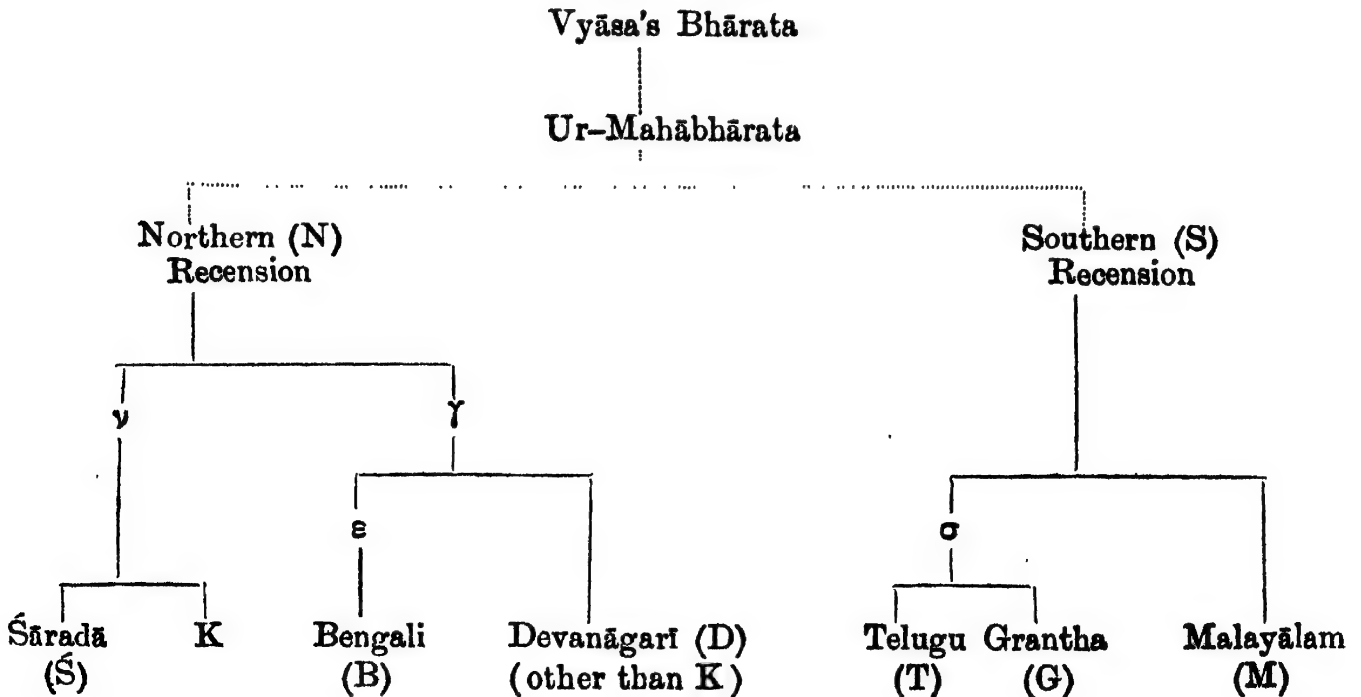 Vyāsa's Bhārata
Ur–Mahābhārata
Northern (N)
Recension
Southern (S)
Recension
ν
γ
ε
σ
Śāradā
(Ś)
K
Bengali
(B)
Devanāgarī (D)
(other than K)
Telugu
(T)
Grantha
(G)
Malayālam
(M)